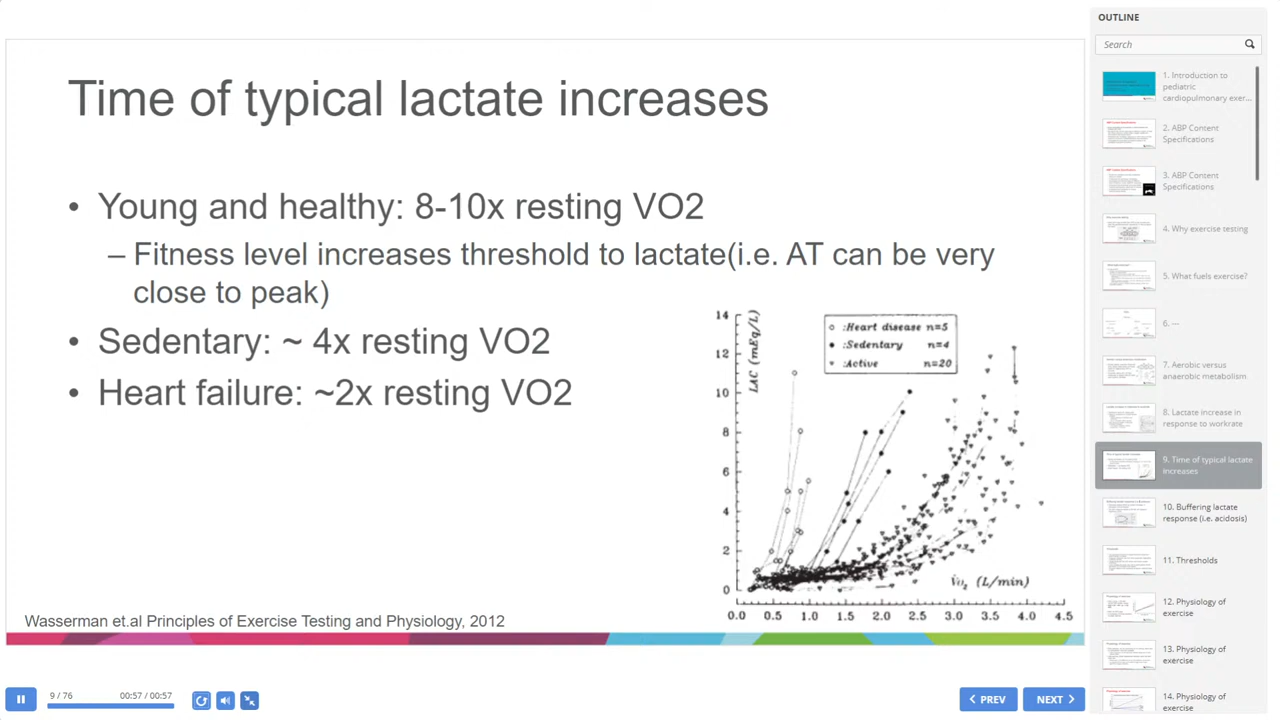 Time of typical lactate increases
• Young and healthy: 8-10x resting VO2
– Fitness level increases threshold to lactate(i.e. AT can be very
close to peak)
• Sedentary: ~ 4x resting VO2
• Heart failure: ~2x resting VO2
LAC (mEq/L)
14
12
10
8
6
4
2
0
:Heart disease n=5
:Sedentary n=4
:Active n=20
V̇O₂ (L/min)
0.0 0.5 1.0 1.5 2.0 2.5 3.0 3.5 4.0 4.5
Wasserman et.al Principles of Exercise Testing and Physiology, 2012
9 / 76
00:57 / 00:57
PREV
NEXT
OUTLINE
Search
1. Introduction to
pediatric
cardiopulmonary exer...
2. ABP Content
Specifications
3. ABP Content
Specifications
4. Why exercise testing
5. What fuels exercise?
6. ---
7. Aerobic versus
anaerobic metabolism
8. Lactate increase in
response to workrate
9. Time of typical lactate
increases
10. Buffering lactate
response (i.e. acidosis)
11. Thresholds
12. Physiology of
exercise
13. Physiology of
exercise
14. Physiology of
exercise